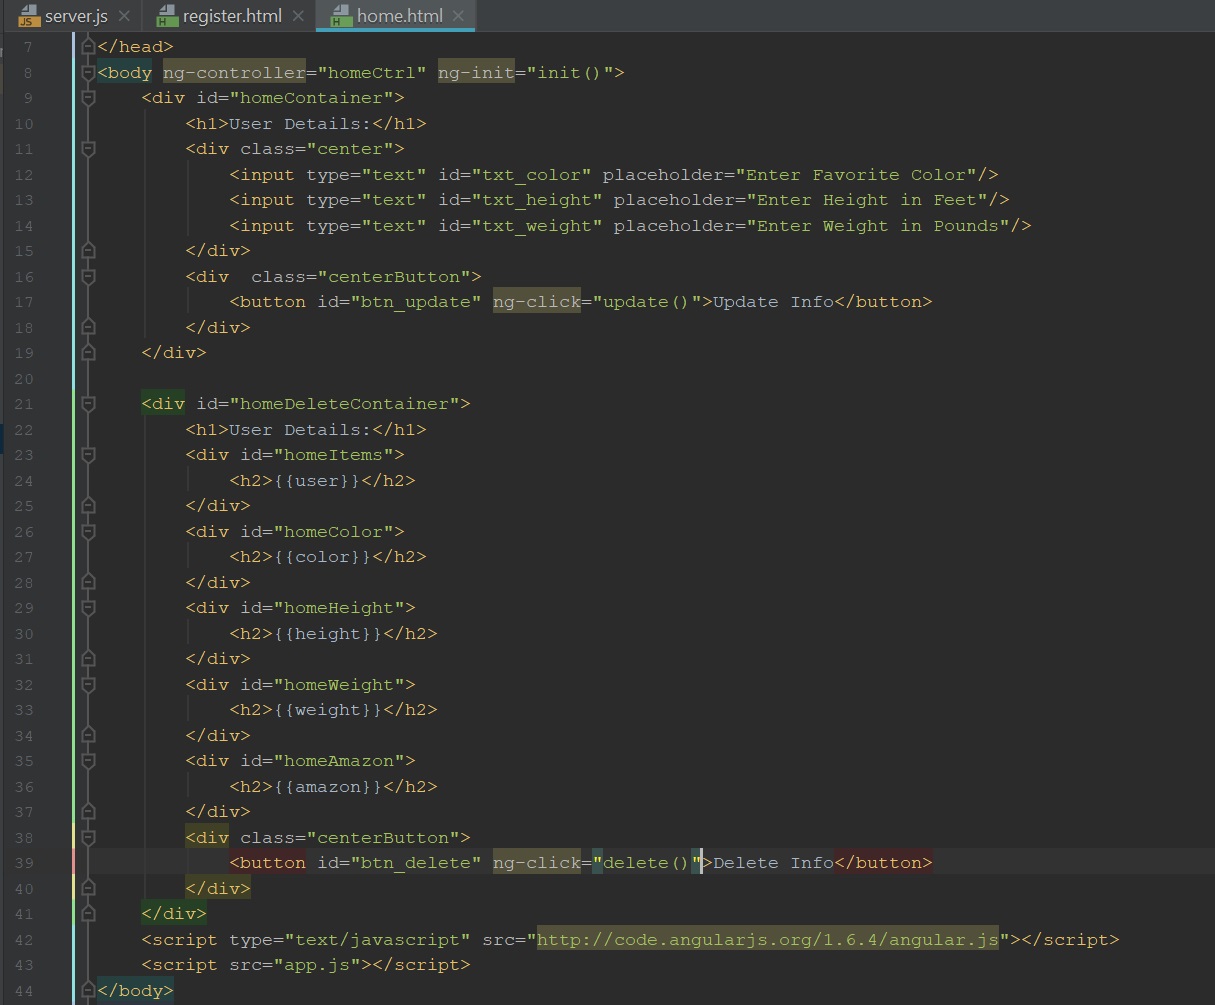 server.js register.html home.html
7 </head>
8 <body ng-controller="homeCtrl" ng-init="init()">
9 <div id="homeContainer">
10 <h1>User Details:</h1>
11 <div class="center">
12 <input type="text" id="txt_color" placeholder="Enter Favorite Color"/>
13 <input type="text" id="txt_height" placeholder="Enter Height in Feet"/>
14 <input type="text" id="txt_weight" placeholder="Enter Weight in Pounds"/>
15 </div>
16 <div  class="centerButton">
17 <button id="btn_update" ng-click="update()">Update Info</button>
18 </div>
19 </div>
20
21 <div id="homeDeleteContainer">
22 <h1>User Details:</h1>
23 <div id="homeItems">
24 <h2>{{user}}</h2>
25 </div>
26 <div id="homeColor">
27 <h2>{{color}}</h2>
28 </div>
29 <div id="homeHeight">
30 <h2>{{height}}</h2>
31 </div>
32 <div id="homeWeight">
33 <h2>{{weight}}</h2>
34 </div>
35 <div id="homeAmazon">
36 <h2>{{amazon}}</h2>
37 </div>
38 <div class="centerButton">
39 <button id="btn_delete" ng-click="delete()">Delete Info</button>
40 </div>
41 </div>
42 <script type="text/javascript" src="http://code.angularjs.org/1.6.4/angular.js"></script>
43 <script src="app.js"></script>
44 </body>